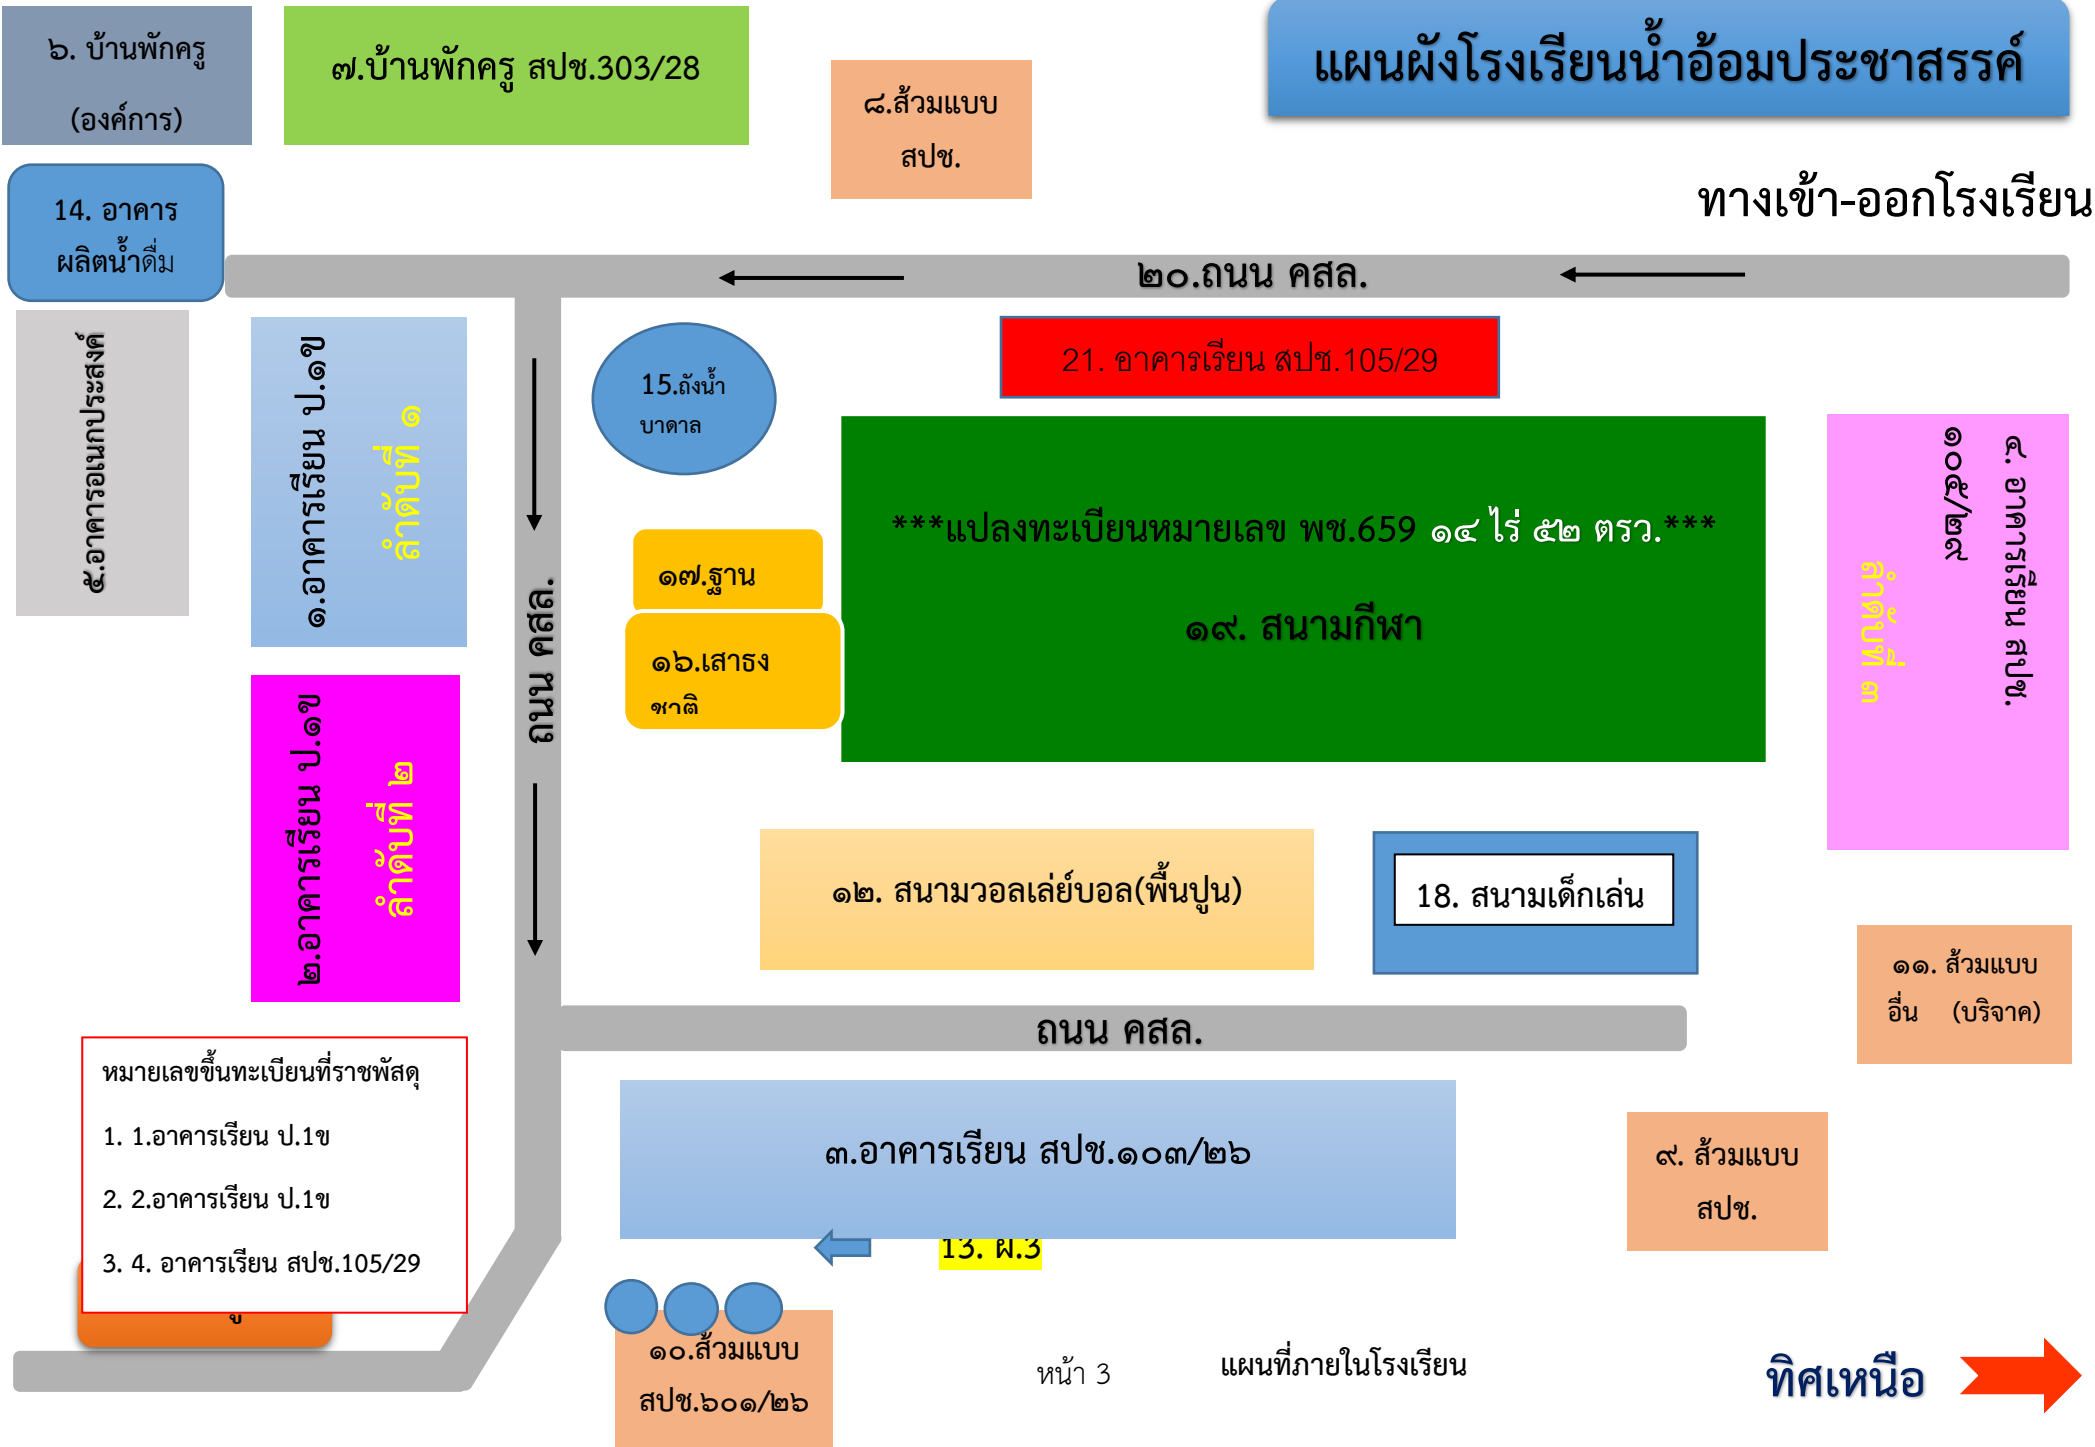 แผนผังโรงเรียนน้ำอ้อมประชาสรรค์
๖. บ้านพักครู
(องค์การ)
๗.บ้านพักครู สปช.303/28
๘.ส้วมแบบ
สปช.
ทางเข้า-ออกโรงเรียน
14. อาคาร
ผลิตน้ำดื่ม
๒๐.ถนน คสล.
๕.อาคารอเนกประสงค์
๑.อาคารเรียน ป.๑ข
ลำดับที่ ๑
ถนน คสล.
15.ถังน้ำ
บาดาล
21. อาคารเรียน สปช.105/29
***แปลงทะเบียนหมายเลข พช.659 ๑๔ ไร่ ๕๒ ตรว.***
๑๙. สนามกีฬา
๑๗.ฐาน
๑๖.เสาธง
ชาติ
๔. อาคารเรียน สปช.
๑๐๕/๒๙
ลำดับที่ ๓
๒.อาคารเรียน ป.๑ข
ลำดับที่ ๒
๑๒. สนามวอลเล่ย์บอล(พื้นปูน)
18. สนามเด็กเล่น
๑๑. ส้วมแบบ
อื่น (บริจาค)
ถนน คสล.
หมายเลขขึ้นทะเบียนที่ราชพัสดุ
1. 1.อาคารเรียน ป.1ข
2. 2.อาคารเรียน ป.1ข
3. 4. อาคารเรียน สปช.105/29
๓.อาคารเรียน สปช.๑๐๓/๒๖
๙. ส้วมแบบ
สปช.
13. ผ.3
๑๐.ส้วมแบบ
สปช.๖๐๑/๒๖
หน้า 3
แผนที่ภายในโรงเรียน
ทิศเหนือ